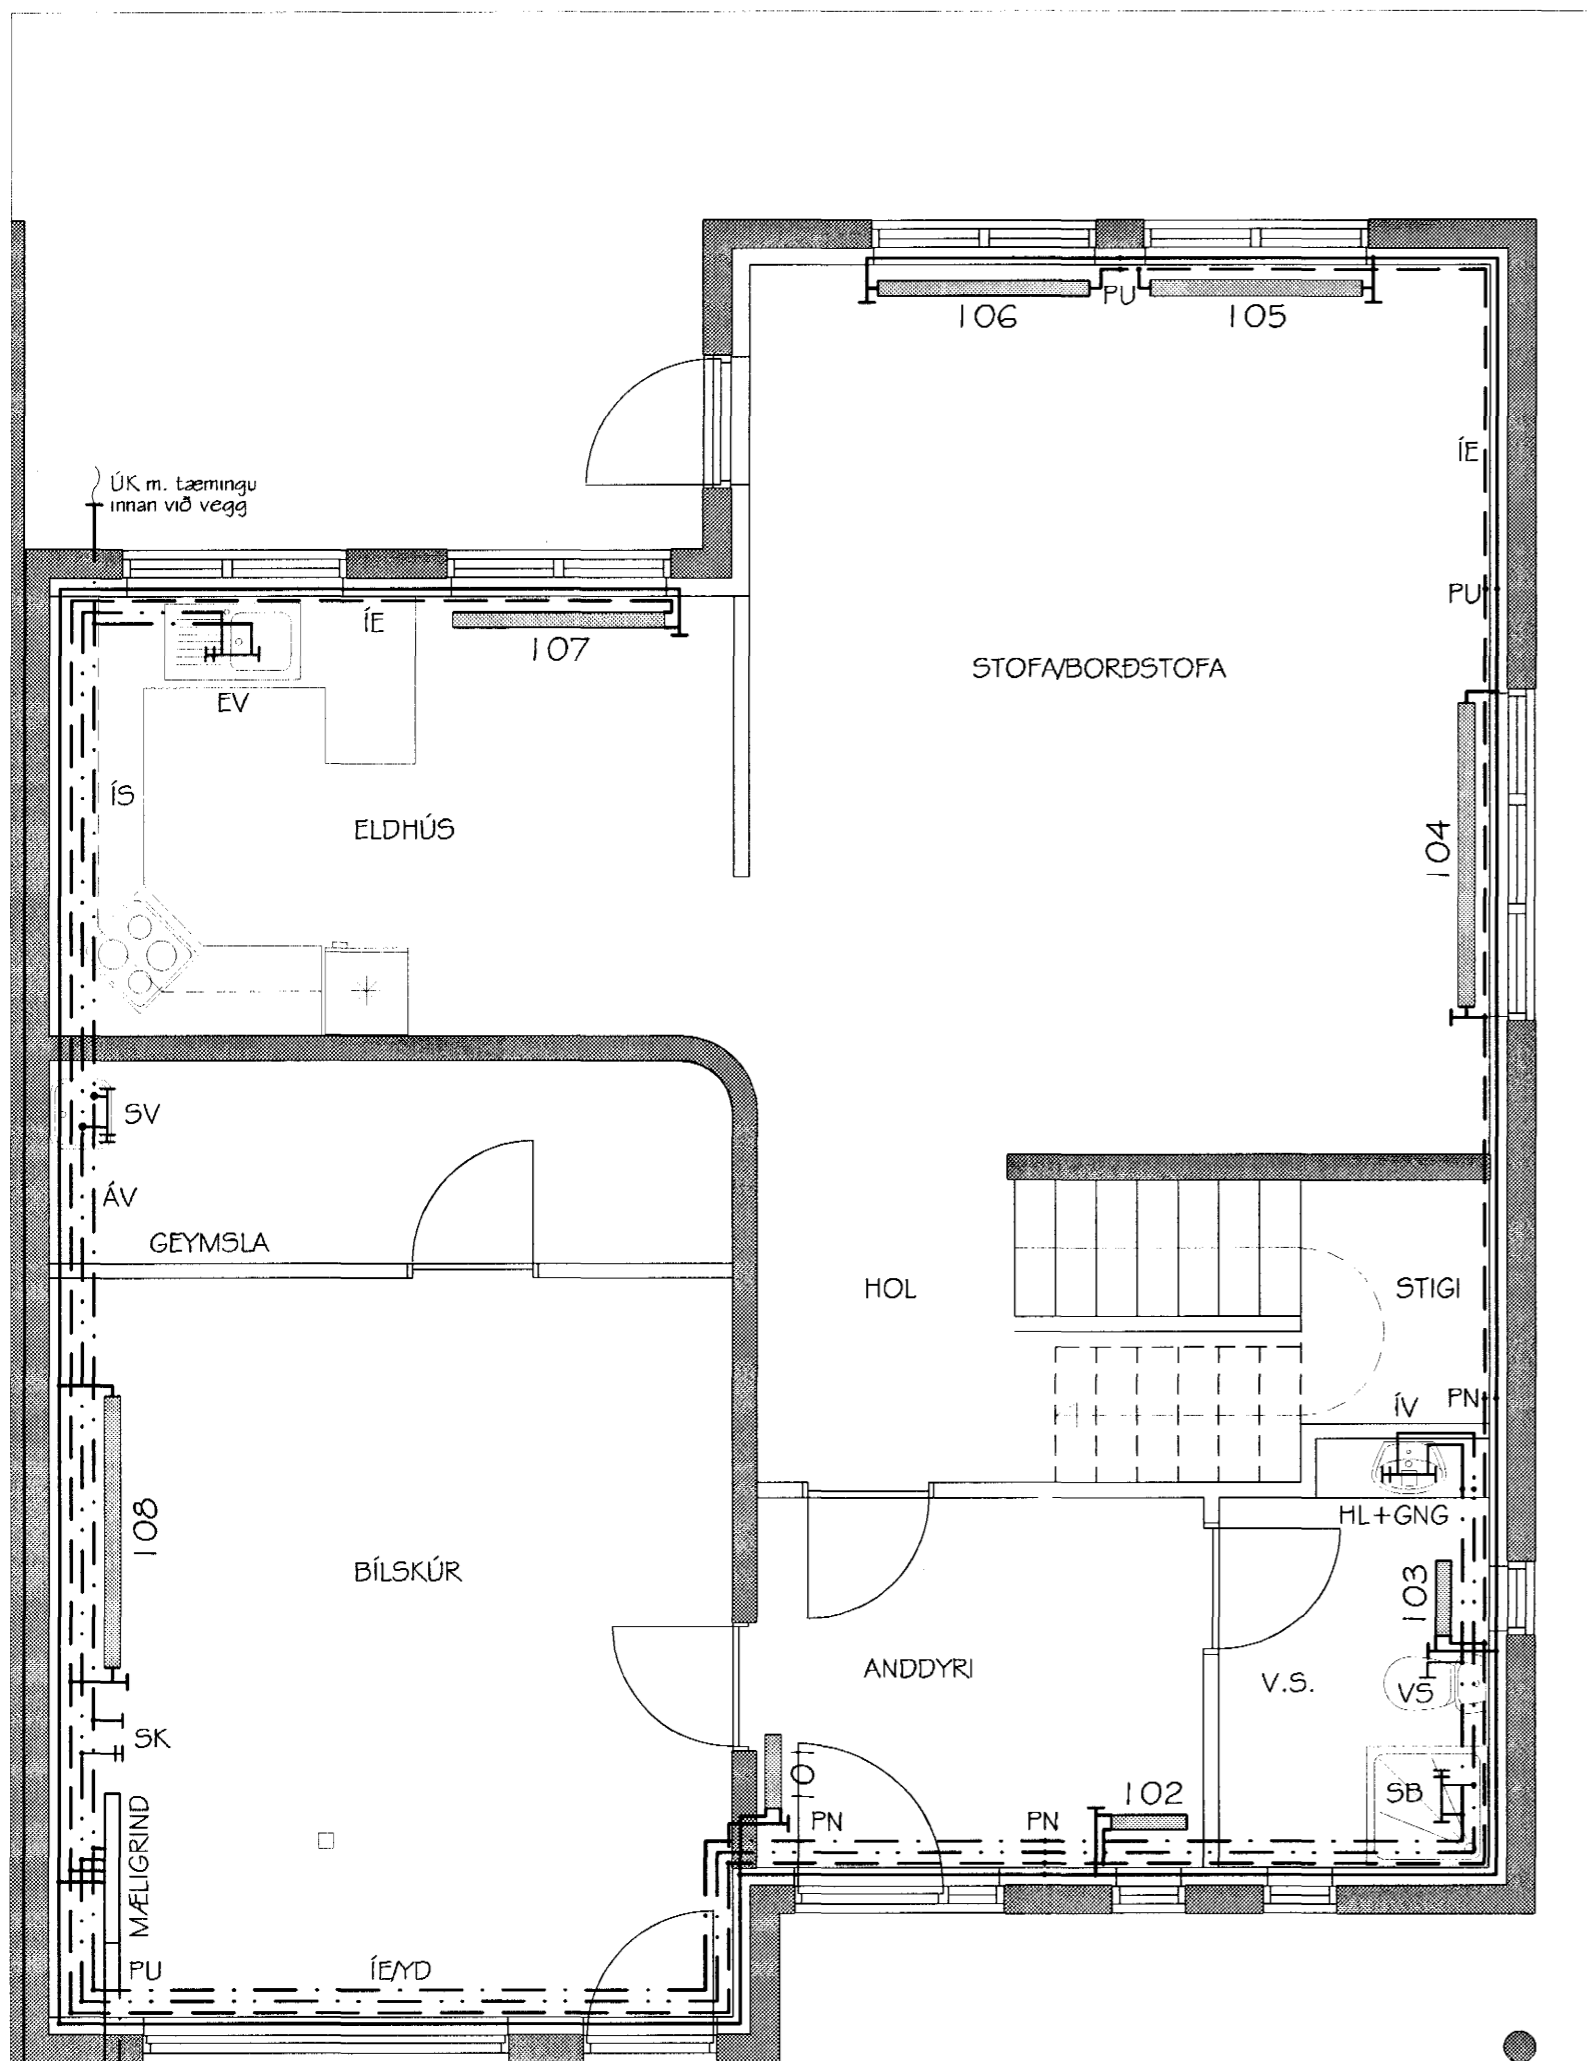 106
PU
105
ÍE
ÚK m. tæmingu
innan við vegg
PU
ÍE
107
STOFA/BORÐSTOFA
EV
ÍS
ELDHÚS
104
SV
ÁV
GEYMSLA
HOL
STIGI
ÍV
PN
108
HL+GNG
BÍLSKÚR
103
ANDDYRI
V.S.
VS
SK
101
102
SB
PN
PN
MÆLIGRIND
PU
ÍE/YD